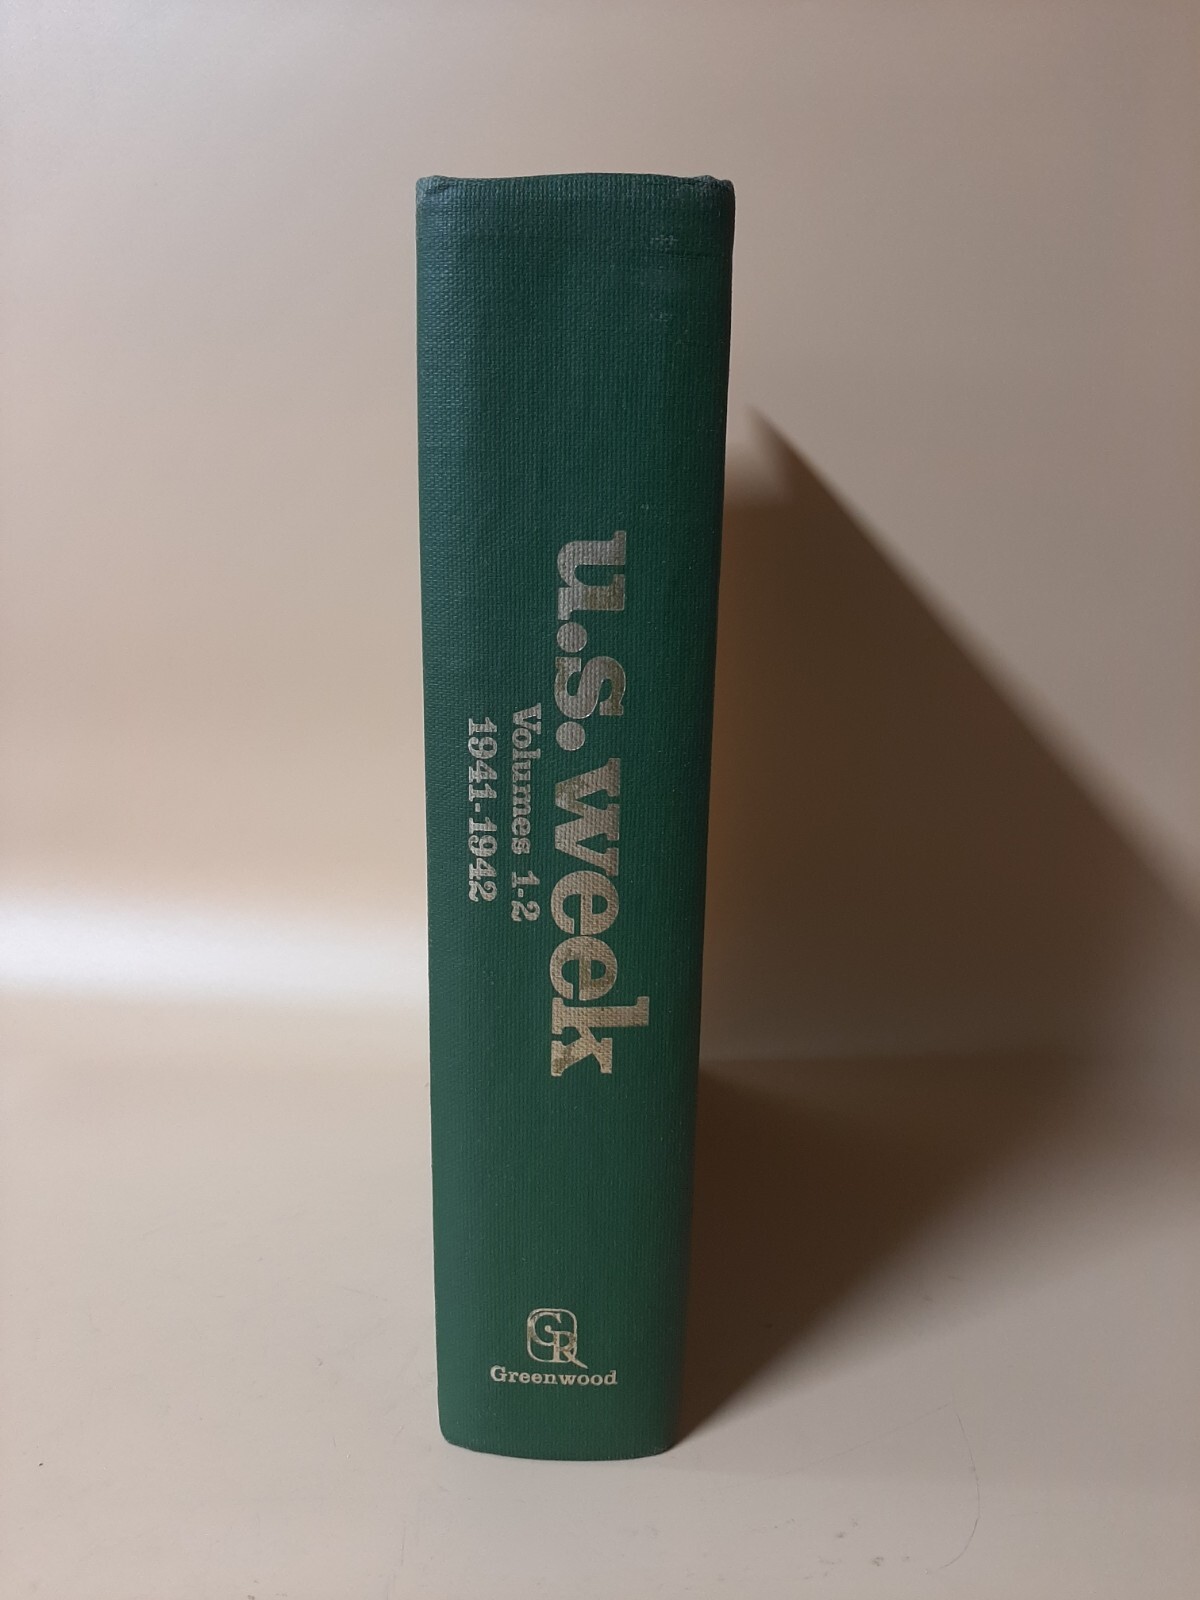 u.s. week
Volumes 1-2
1941-1942
GR
Greenwood